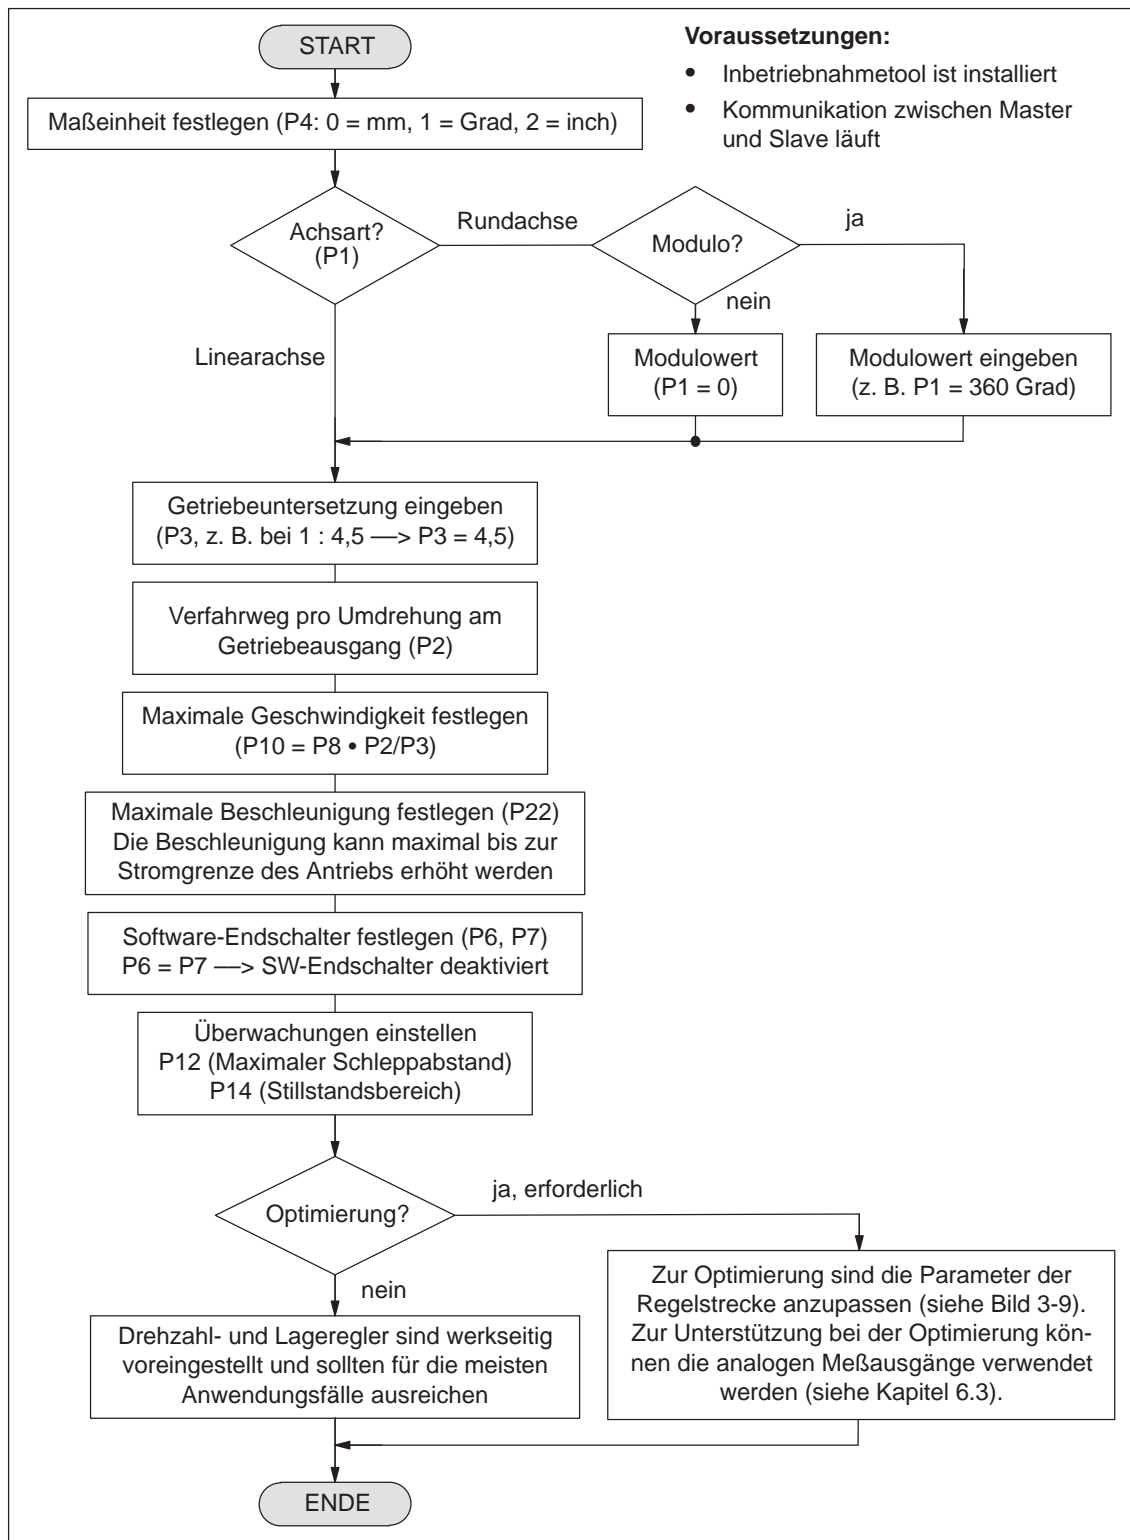 START
Voraussetzungen:
• Inbetriebnahmetool ist installiert
• Kommunikation zwischen Master
und Slave läuft
Maßeinheit festlegen (P4: 0 = mm, 1 = Grad, 2 = inch)
Achsart?
(P1)
Rundachse
Modulo?
ja
nein
Linearachse
Modulowert
(P1 = 0)
Modulowert eingeben
(z. B. P1 = 360 Grad)
Getriebeuntersetzung eingeben
(P3, z. B. bei 1 : 4,5 —> P3 = 4,5)
Verfahrweg pro Umdrehung am
Getriebeausgang (P2)
Maximale Geschwindigkeit festlegen
(P10 = P8 • P2/P3)
Maximale Beschleunigung festlegen (P22)
Die Beschleunigung kann maximal bis zur
Stromgrenze des Antriebs erhöht werden
Software-Endschalter festlegen (P6, P7)
P6 = P7 —> SW-Endschalter deaktiviert
Überwachungen einstellen
P12 (Maximaler Schleppabstand)
P14 (Stillstandsbereich)
Optimierung?
ja, erforderlich
nein
Drehzahl- und Lageregler sind werkseitig
voreingestellt und sollten für die meisten
Anwendungsfälle ausreichen
Zur Optimierung sind die Parameter der
Regelstrecke anzupassen (siehe Bild 3-9).
Zur Unterstützung bei der Optimierung kön-
nen die analogen Meßausgänge verwendet
werden (siehe Kapitel 6.3).
ENDE